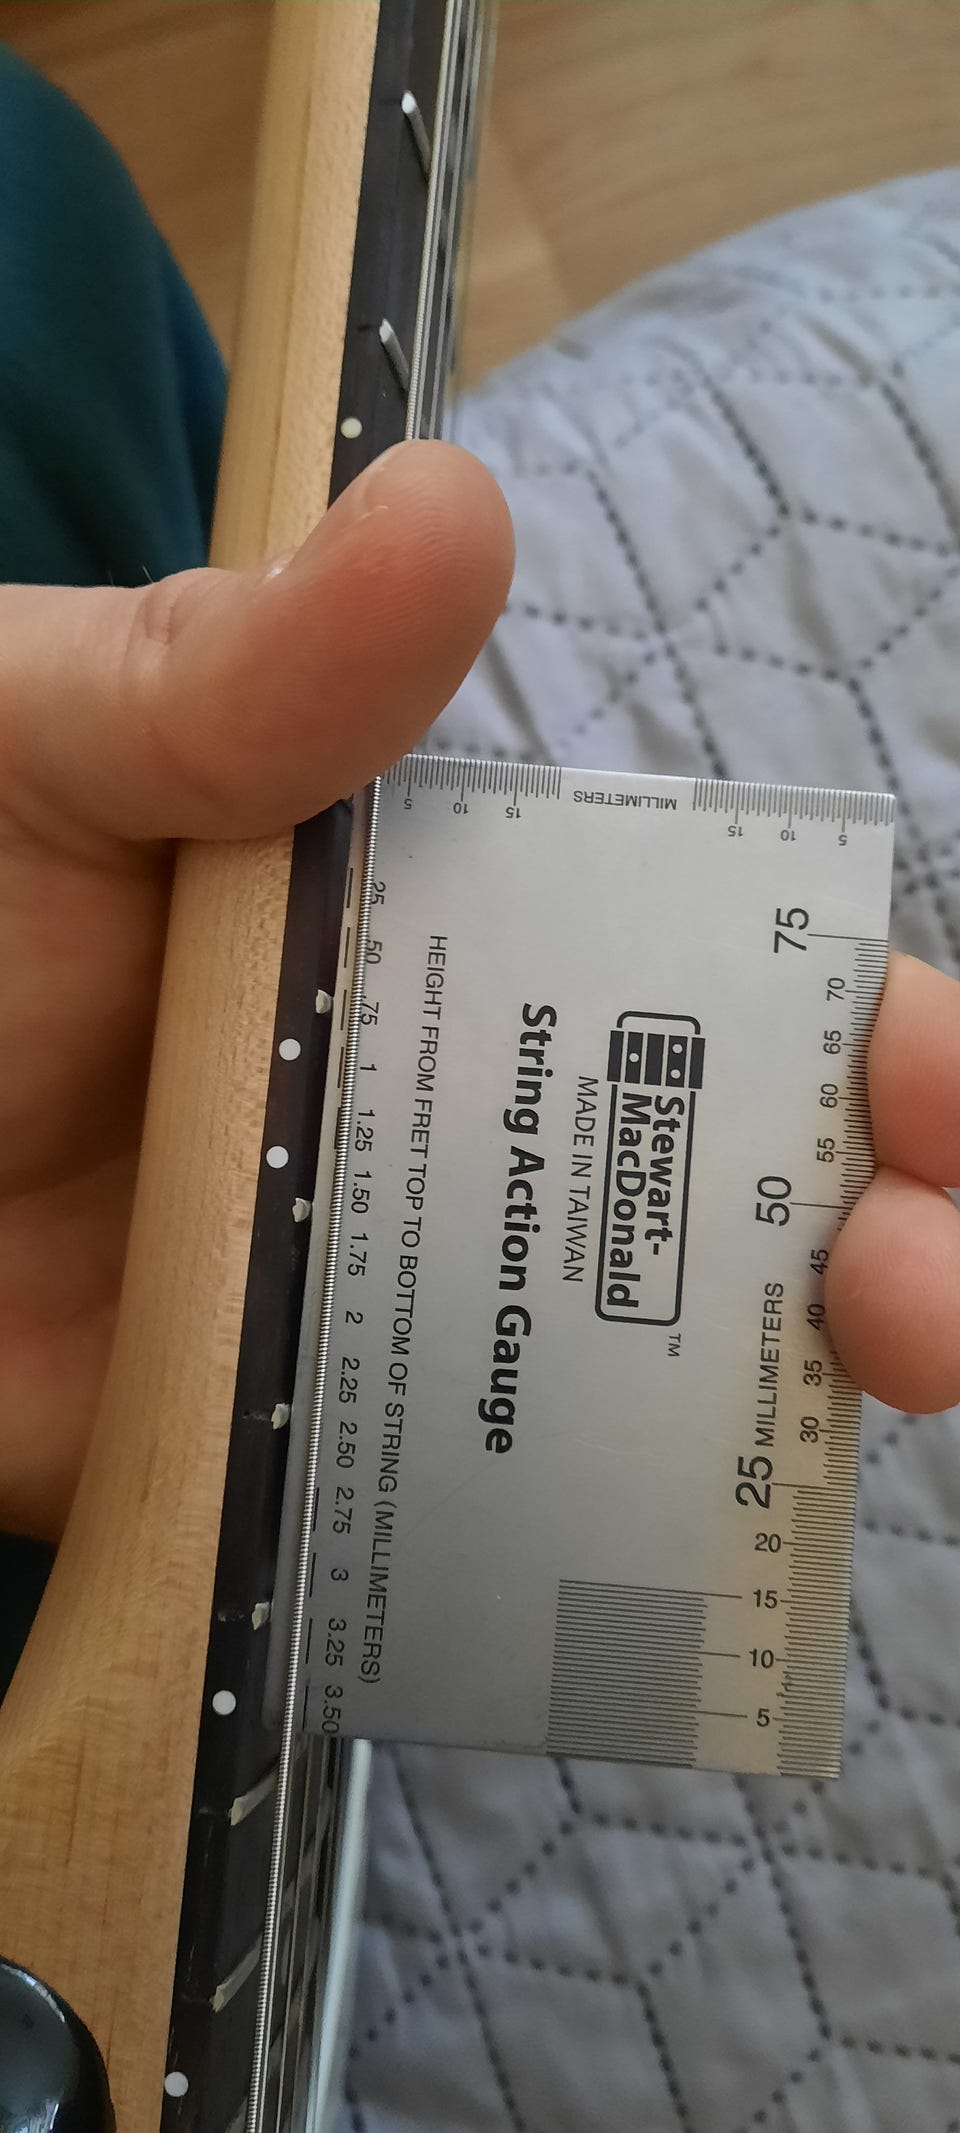 75
70
65
60
55
50
45
40
35
30
25
20
15
10
5
MILLIMETERS
Stewart-
MacDonald
TM
MADE IN TAIWAN
String Action Gauge
HEIGHT FROM FRET TOP TO BOTTOM OF STRING (MILLIMETERS)
.25 .50 .75 1 1.25 1.50 1.75 2 2.25 2.50 2.75 3 3.25 3.50
5 10 15 MILLIMETERS 15 10 5